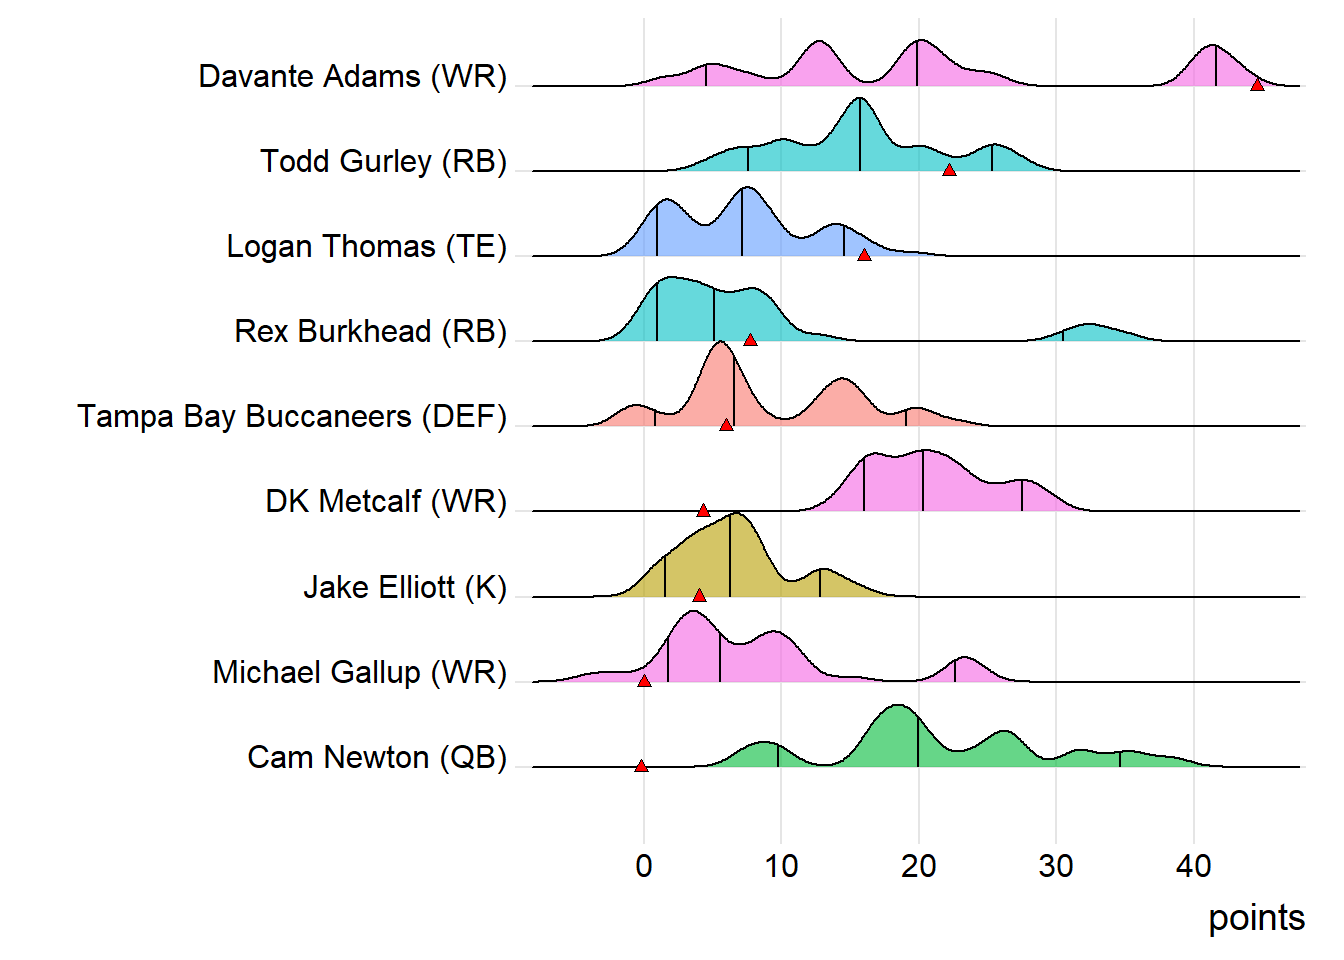 Davante Adams (WR)
Todd Gurley (RB)
Logan Thomas (TE)
Rex Burkhead (RB)
Tampa Bay Buccaneers (DEF)
DK Metcalf (WR)
Jake Elliott (K)
Michael Gallup (WR)
Cam Newton (QB)
0 10 20 30 40
points